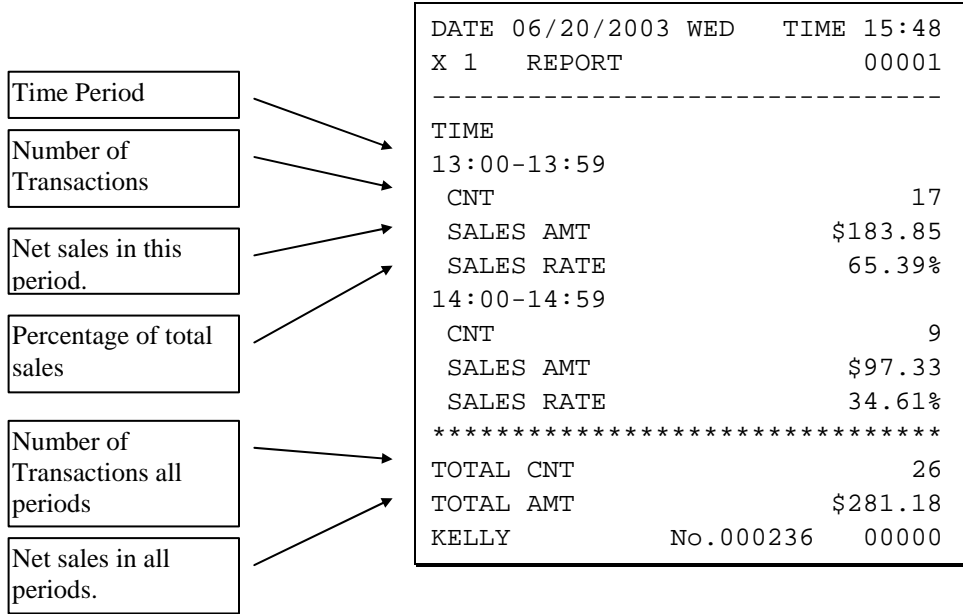 Time Period
Number of
Transactions
Net sales in this
period.
Percentage of total
sales
Number of
Transactions all
periods
Net sales in all
periods.
DATE 06/20/2003 WED TIME 15:48
X 1 REPORT 00001
--------------------------------
TIME
13:00-13:59
CNT 17
SALES AMT $183.85
SALES RATE 65.39%
14:00-14:59
CNT 9
SALES AMT $97.33
SALES RATE 34.61%
********************************
TOTAL CNT 26
TOTAL AMT $281.18
KELLY No.000236 00000